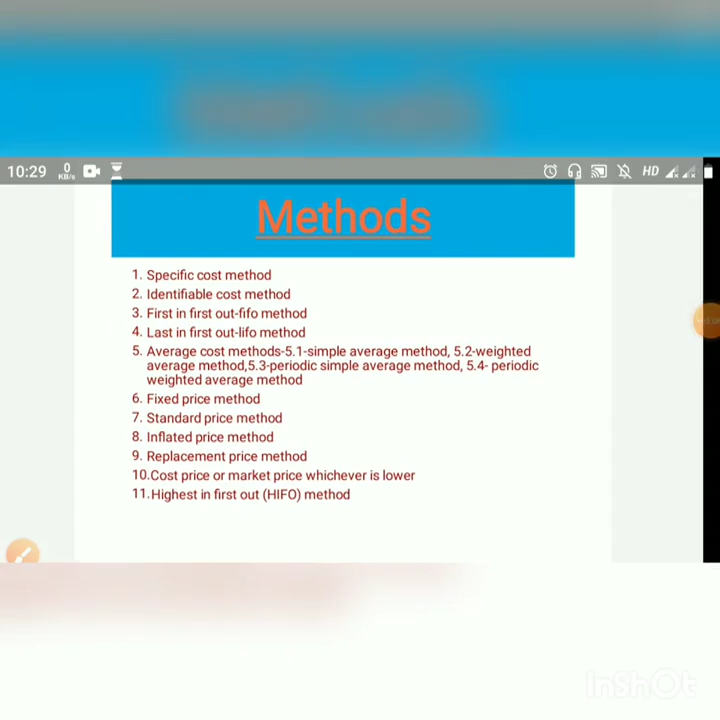 10:29 0 KB/s HD
Methods
1. Specific cost method
2. Identifiable cost method
3. First in first out-fifo method
4. Last in first out-lifo method
5. Average cost methods-5.1-simple average method, 5.2-weighted
average method,5.3-periodic simple average method, 5.4- periodic
weighted average method
6. Fixed price method
7. Standard price method
8. Inflated price method
9. Replacement price method
10.Cost price or market price whichever is lower
11.Highest in first out (HIFO) method
InShOt